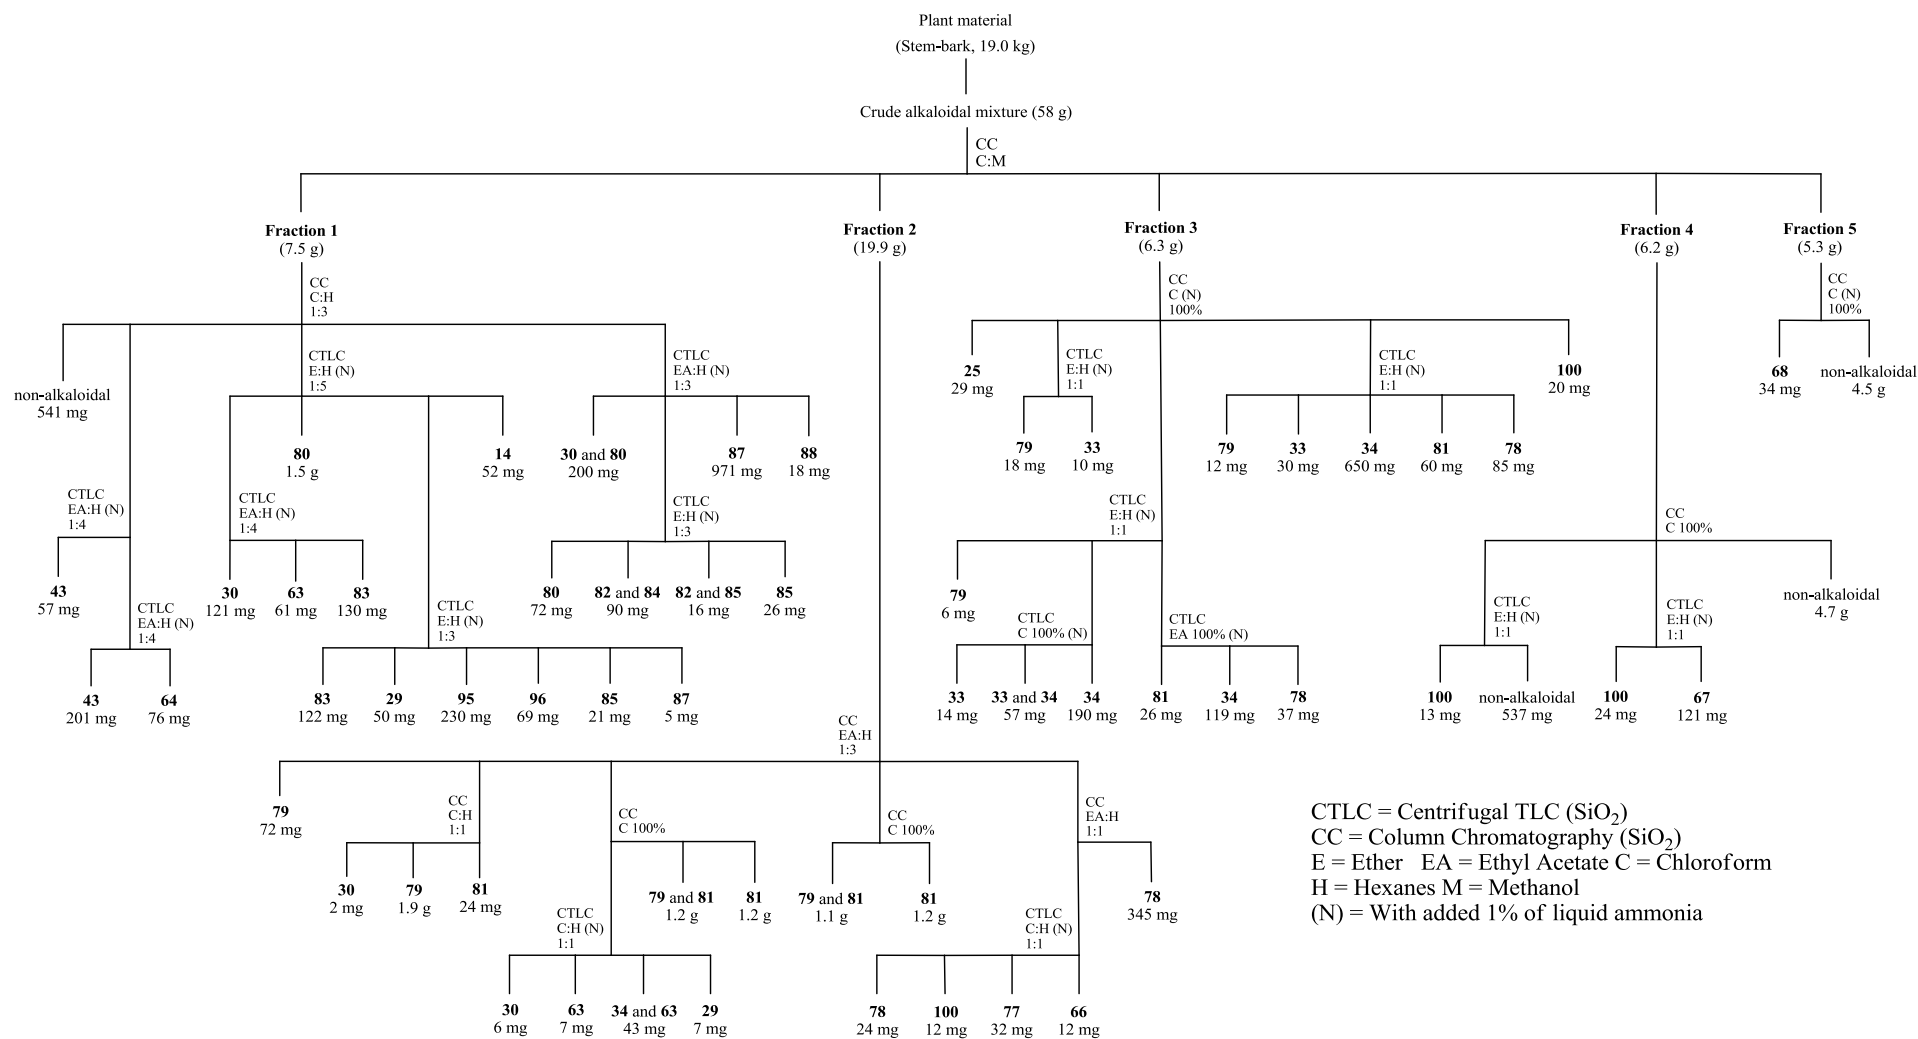 Plant material
(Stem-bark, 19.0 kg)
Crude alkaloidal mixture (58 g)
CC
C:M
Fraction 1
(7.5 g)
Fraction 2
(19.9 g)
Fraction 3
(6.3 g)
Fraction 4
(6.2 g)
Fraction 5
(5.3 g)
CC
C:H
1:3
non-alkaloidal
541 mg
CTLC
E:H (N)
1:5
CTLC
EA:H (N)
1:3
80
1.5 g
14
52 mg
30 and 80
200 mg
87
971 mg
88
18 mg
CTLC
EA:H (N)
1:4
CTLC
EA:H (N)
1:4
CTLC
E:H (N)
1:3
43
57 mg
30
121 mg
63
61 mg
83
130 mg
80
72 mg
82 and 84
90 mg
82 and 85
16 mg
85
26 mg
CTLC
EA:H (N)
1:4
CTLC
E:H (N)
1:3
43
201 mg
64
76 mg
83
122 mg
29
50 mg
95
230 mg
96
69 mg
85
21 mg
87
5 mg
CC
EA:H
1:3
79
72 mg
CC
C:H
1:1
CC
C 100%
CC
C 100%
CC
EA:H
1:1
30
2 mg
79
1.9 g
81
24 mg
79 and 81
1.2 g
81
1.2 g
79 and 81
1.1 g
81
1.2 g
78
345 mg
CTLC
C:H (N)
1:1
CTLC
C:H (N)
1:1
30
6 mg
63
7 mg
34 and 63
43 mg
29
7 mg
78
24 mg
100
12 mg
77
32 mg
66
12 mg
CC
C (N)
100%
25
29 mg
CTLC
E:H (N)
1:1
CTLC
E:H (N)
1:1
100
20 mg
79
18 mg
33
10 mg
79
12 mg
33
30 mg
34
650 mg
81
60 mg
78
85 mg
CTLC
E:H (N)
1:1
79
6 mg
CTLC
C 100% (N)
CTLC
EA 100% (N)
33
14 mg
33 and 34
57 mg
34
190 mg
81
26 mg
34
119 mg
78
37 mg
CC
C 100%
CTLC
E:H (N)
1:1
CTLC
E:H (N)
1:1
non-alkaloidal
4.7 g
100
13 mg
non-alkaloidal
537 mg
100
24 mg
67
121 mg
CC
C (N)
100%
68
34 mg
non-alkaloidal
4.5 g
CTLC = Centrifugal TLC (SiO₂)
CC = Column Chromatography (SiO₂)
E = Ether EA = Ethyl Acetate C = Chloroform
H = Hexanes M = Methanol
(N) = With added 1% of liquid ammonia